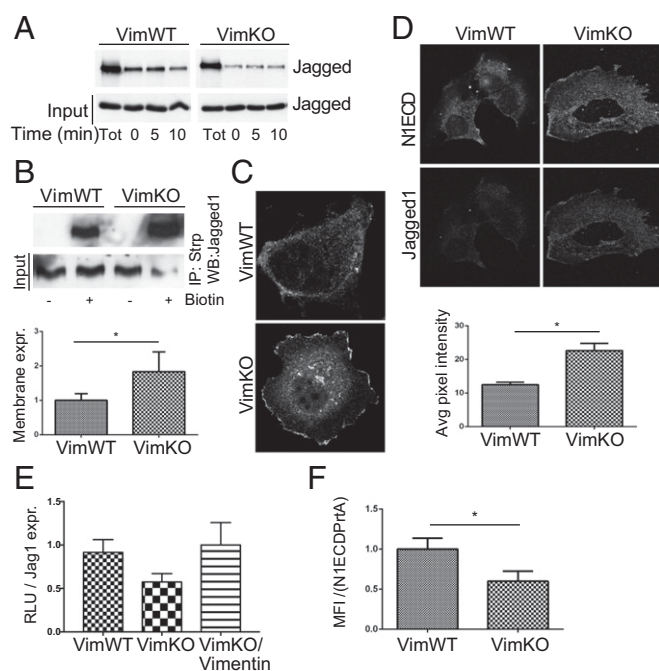 A
VimWT VimKO
Jagged
Input Jagged
Time (min) Tot 0 5 10 Tot 0 5 10
B
VimWT VimKO
IP: Strp
WB:Jagged1
Input
- + - + Biotin
Membrane expr.
3
2
1
0
*
VimWT VimKO
C
VimWT
VimKO
D
VimWT VimKO
N1ECD
Jagged1
Avg pixel intensity
30
20
10
0
*
VimWT VimKO
E
RLU / Jag1 expr.
1.5
1.0
0.5
0.0
VimWT VimKO VimKO/
Vimentin
F
MFI /(N1ECDPrtA)
1.5
1.0
0.5
0.0
*
VimWT VimKO